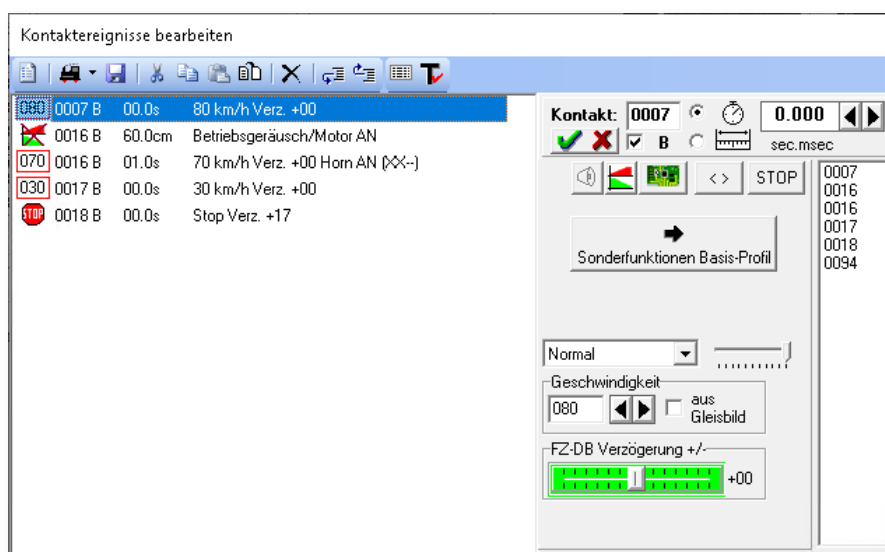 Kontaktereignisse bearbeiten
080 0007 B 00.0s 80 km/h Verz. +00
0016 B 60.0cm Betriebsgeräusch/Motor AN
070 0016 B 01.0s 70 km/h Verz. +00 Horn AN (XX--)
030 0017 B 00.0s 30 km/h Verz. +00
STOP 0018 B 00.0s Stop Verz. +17
Kontakt: 0007 0.000
B sec.msec
< > STOP
Sonderfunktionen Basis-Profil
Normal
Geschwindigkeit
080 aus Gleisbild
FZ-DB Verzögerung +/-
+00
0007
0016
0016
0017
0018
0094